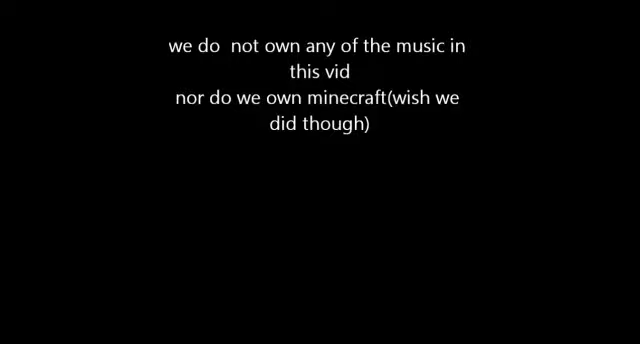 we do  not own any of the music in
this vid
nor do we own minecraft(wish we
did though)